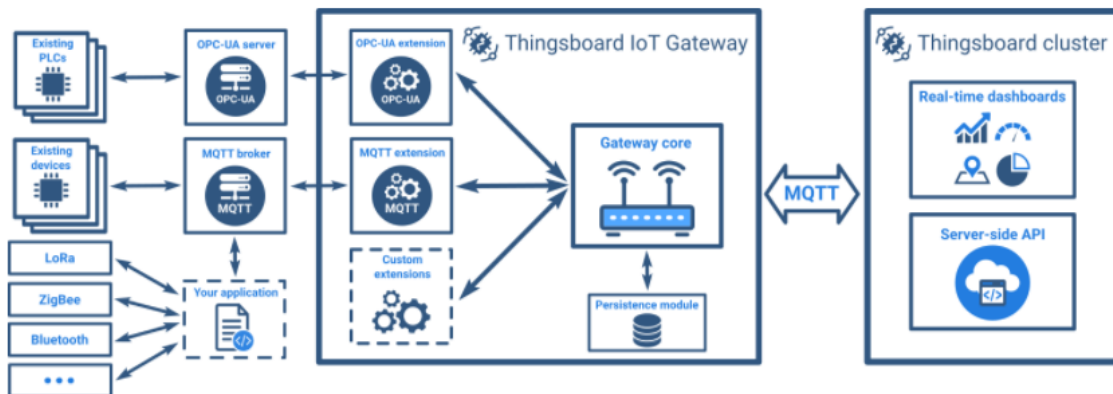 Existing
PLCs
OPC-UA server
OPC-UA
OPC-UA extension
OPC-UA
Thingsboard IoT Gateway
Thingsboard cluster
Real-time dashboards
Existing
devices
MQTT broker
MQTT
MQTT extension
MQTT
Gateway core
MQTT
LoRa
ZigBee
Bluetooth
Your application
Custom
extensions
Persistence module
Server-side API